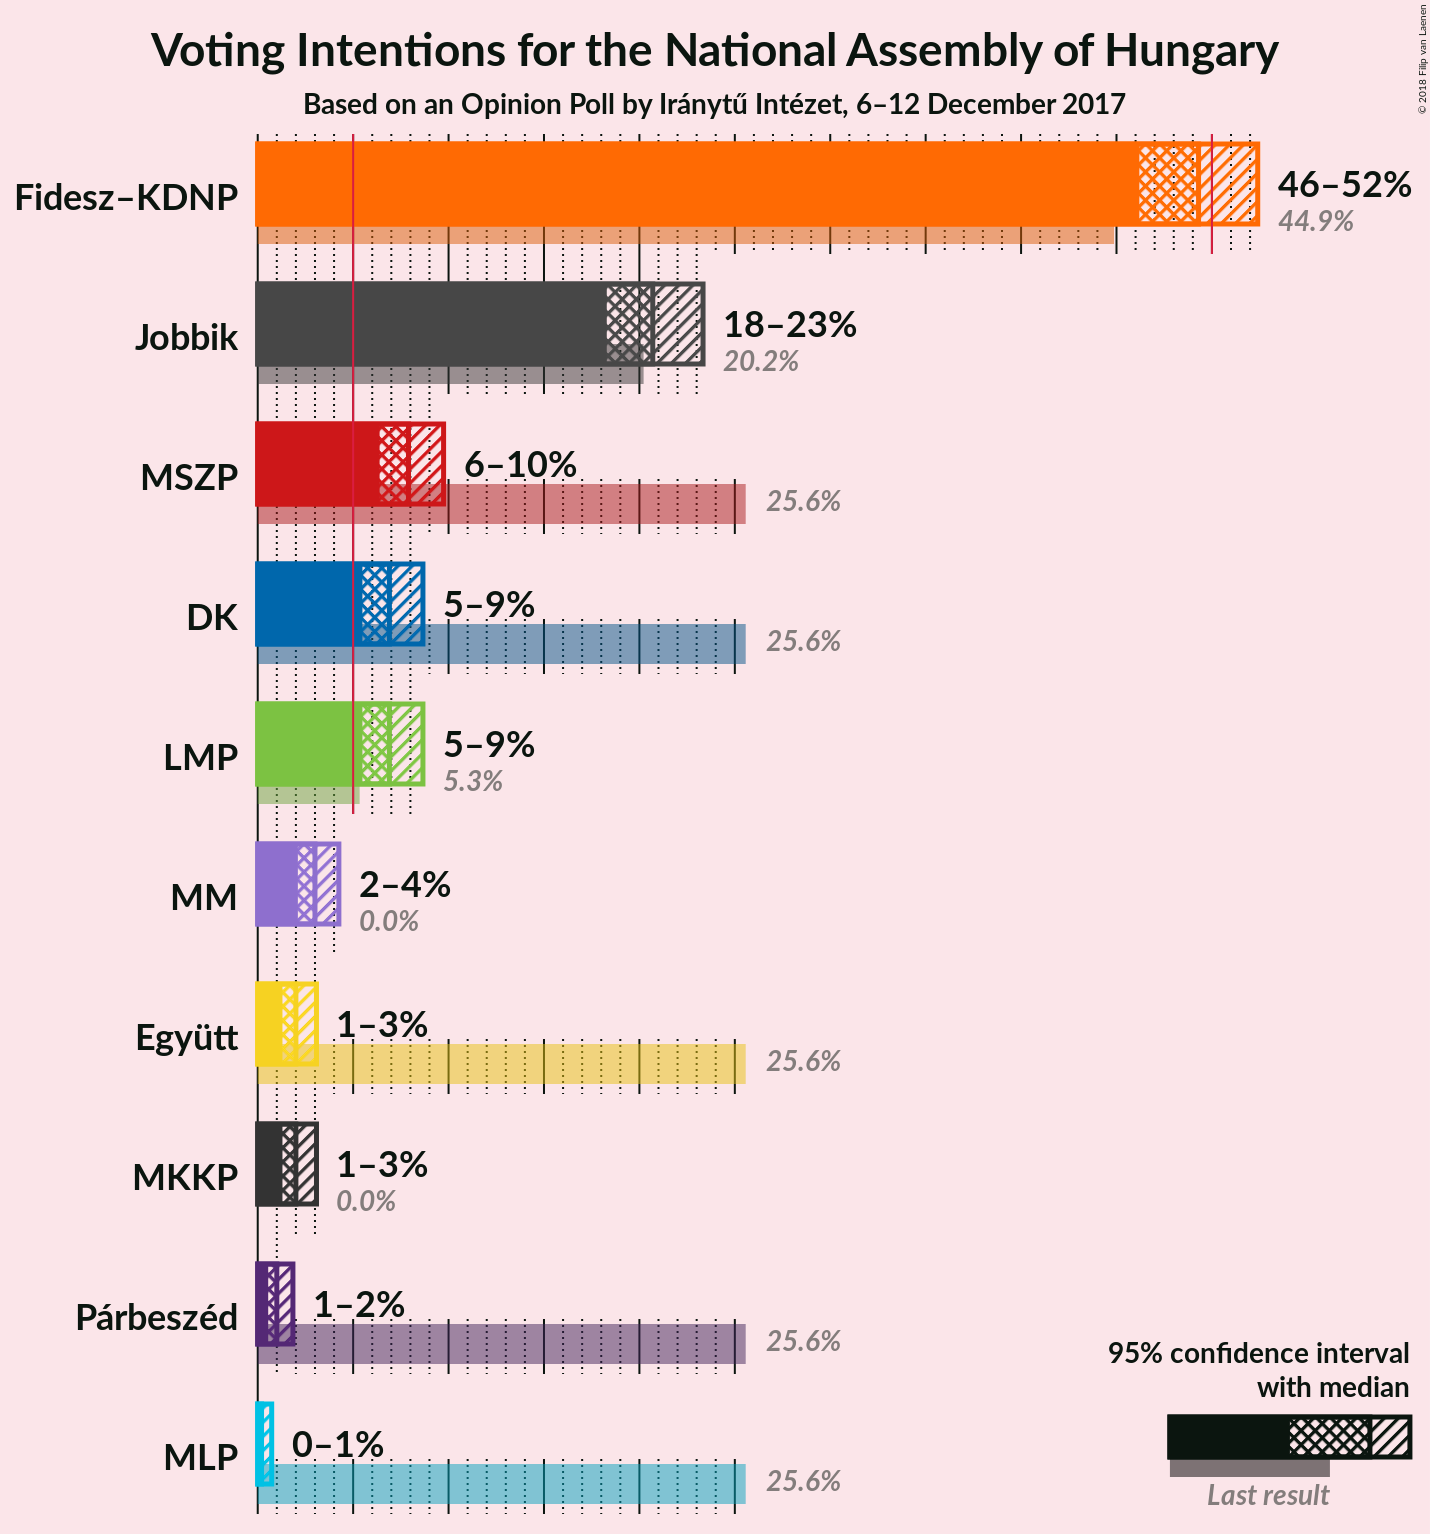 Voting Intentions for the National Assembly of Hungary
Based on an Opinion Poll by Iránytű Intézet, 6–12 December 2017
© 2018 Filip van Laenen
Fidesz–KDNP
46–52%
44.9%
Jobbik
18–23%
20.2%
MSZP
6–10%
25.6%
DK
5–9%
25.6%
LMP
5–9%
5.3%
MM
2–4%
0.0%
Együtt
1–3%
25.6%
MKKP
1–3%
0.0%
Párbeszéd
1–2%
25.6%
MLP
0–1%
25.6%
95% confidence interval
with median
Last result